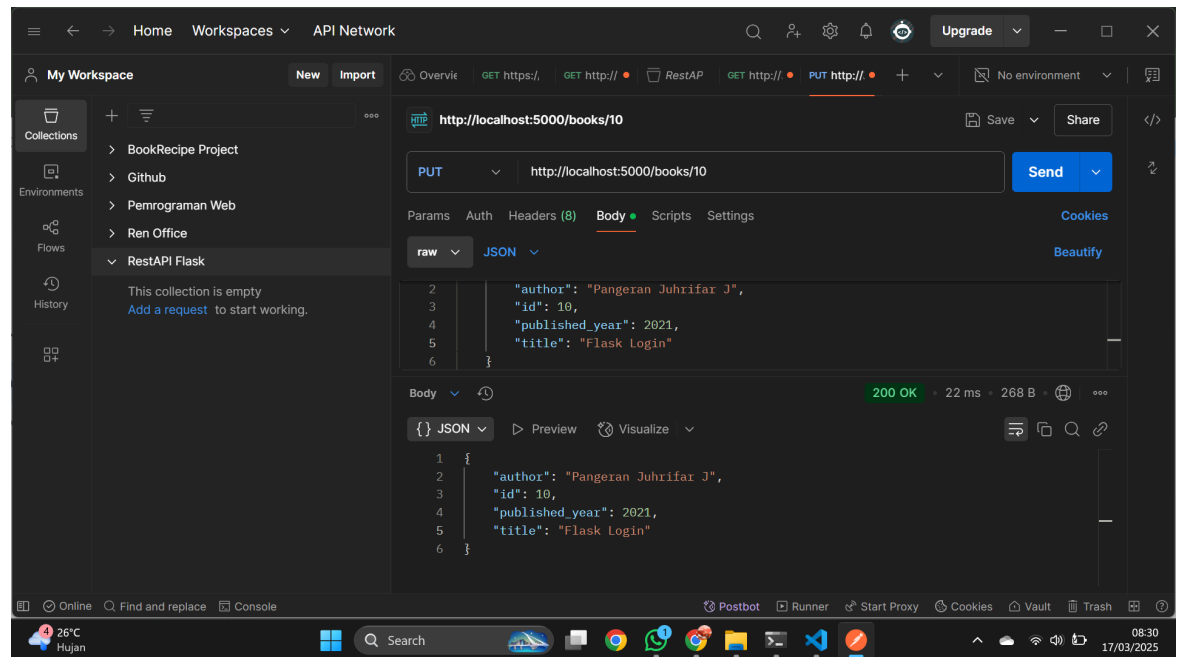 Home Workspaces API Network Upgrade
My Workspace New Import Overvie GET https:/, GET http:// RestAP GET http://. PUT http://. No environment
Collections
Environments
Flows
History
BookRecipe Project
Github
Pemrograman Web
Ren Office
RestAPI Flask
This collection is empty
Add a request to start working.
HTTP http://localhost:5000/books/10 Save Share
PUT http://localhost:5000/books/10 Send
Params Auth Headers (8) Body Scripts Settings Cookies
raw JSON Beautify
2 "author": "Pangeran Juhrifar J",
3 "id": 10,
4 "published_year": 2021,
5 "title": "Flask Login"
6 }
Body 200 OK 22 ms 268 B
{} JSON Preview Visualize
1 {
2 "author": "Pangeran Juhrifar J",
3 "id": 10,
4 "published_year": 2021,
5 "title": "Flask Login"
6 }
Online Find and replace Console Postbot Runner Start Proxy Cookies Vault Trash
4 26°C
Hujan
Search
1
08:30
17/03/2025